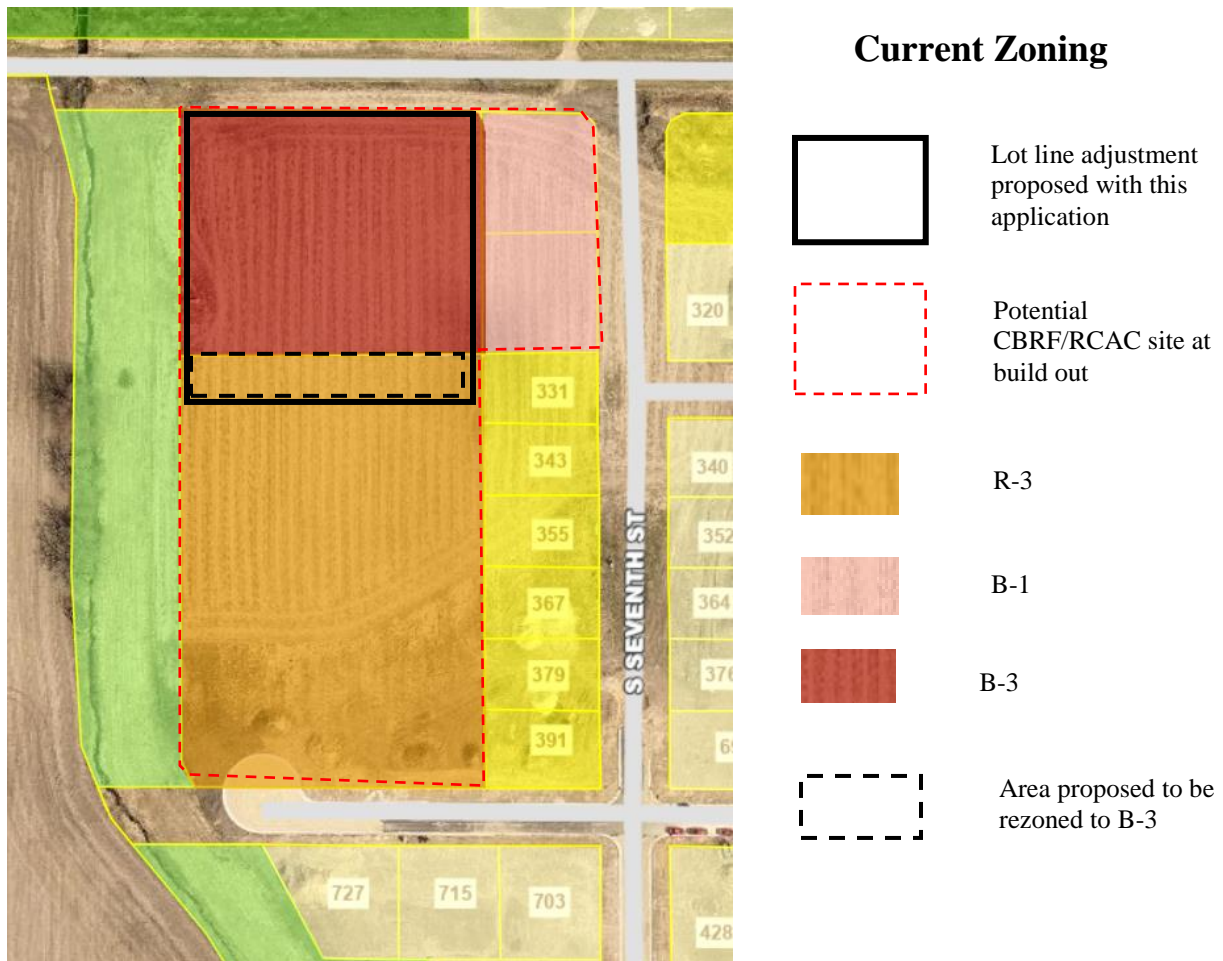 Current Zoning
Lot line adjustment
proposed with this
application
Potential
CBRF/RCAC site at
build out
R-3
B-1
B-3
Area proposed to be
rezoned to B-3
320
331
343
340
355
352
367
364
379
376
391
69
S SEVENTH ST
727
715
703
428